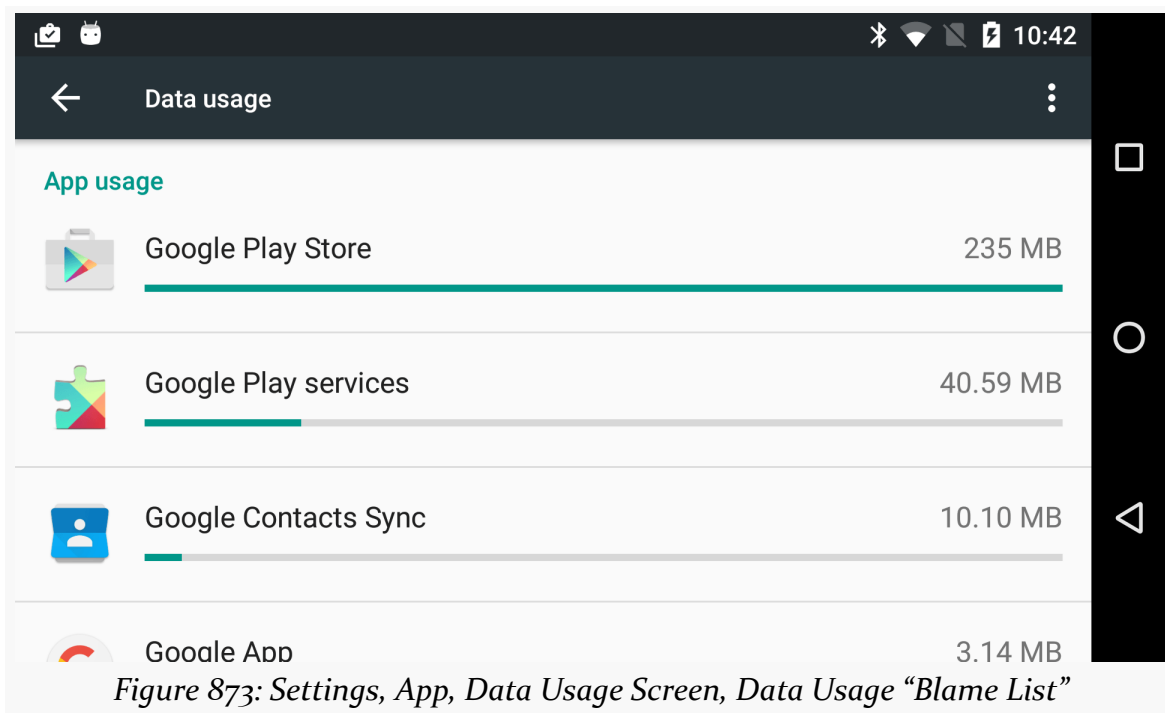 10:42
Data usage
App usage
Google Play Store 235 MB
Google Play services 40.59 MB
Google Contacts Sync 10.10 MB
Google App 3.14 MB
Figure 873: Settings, App, Data Usage Screen, Data Usage “Blame List”